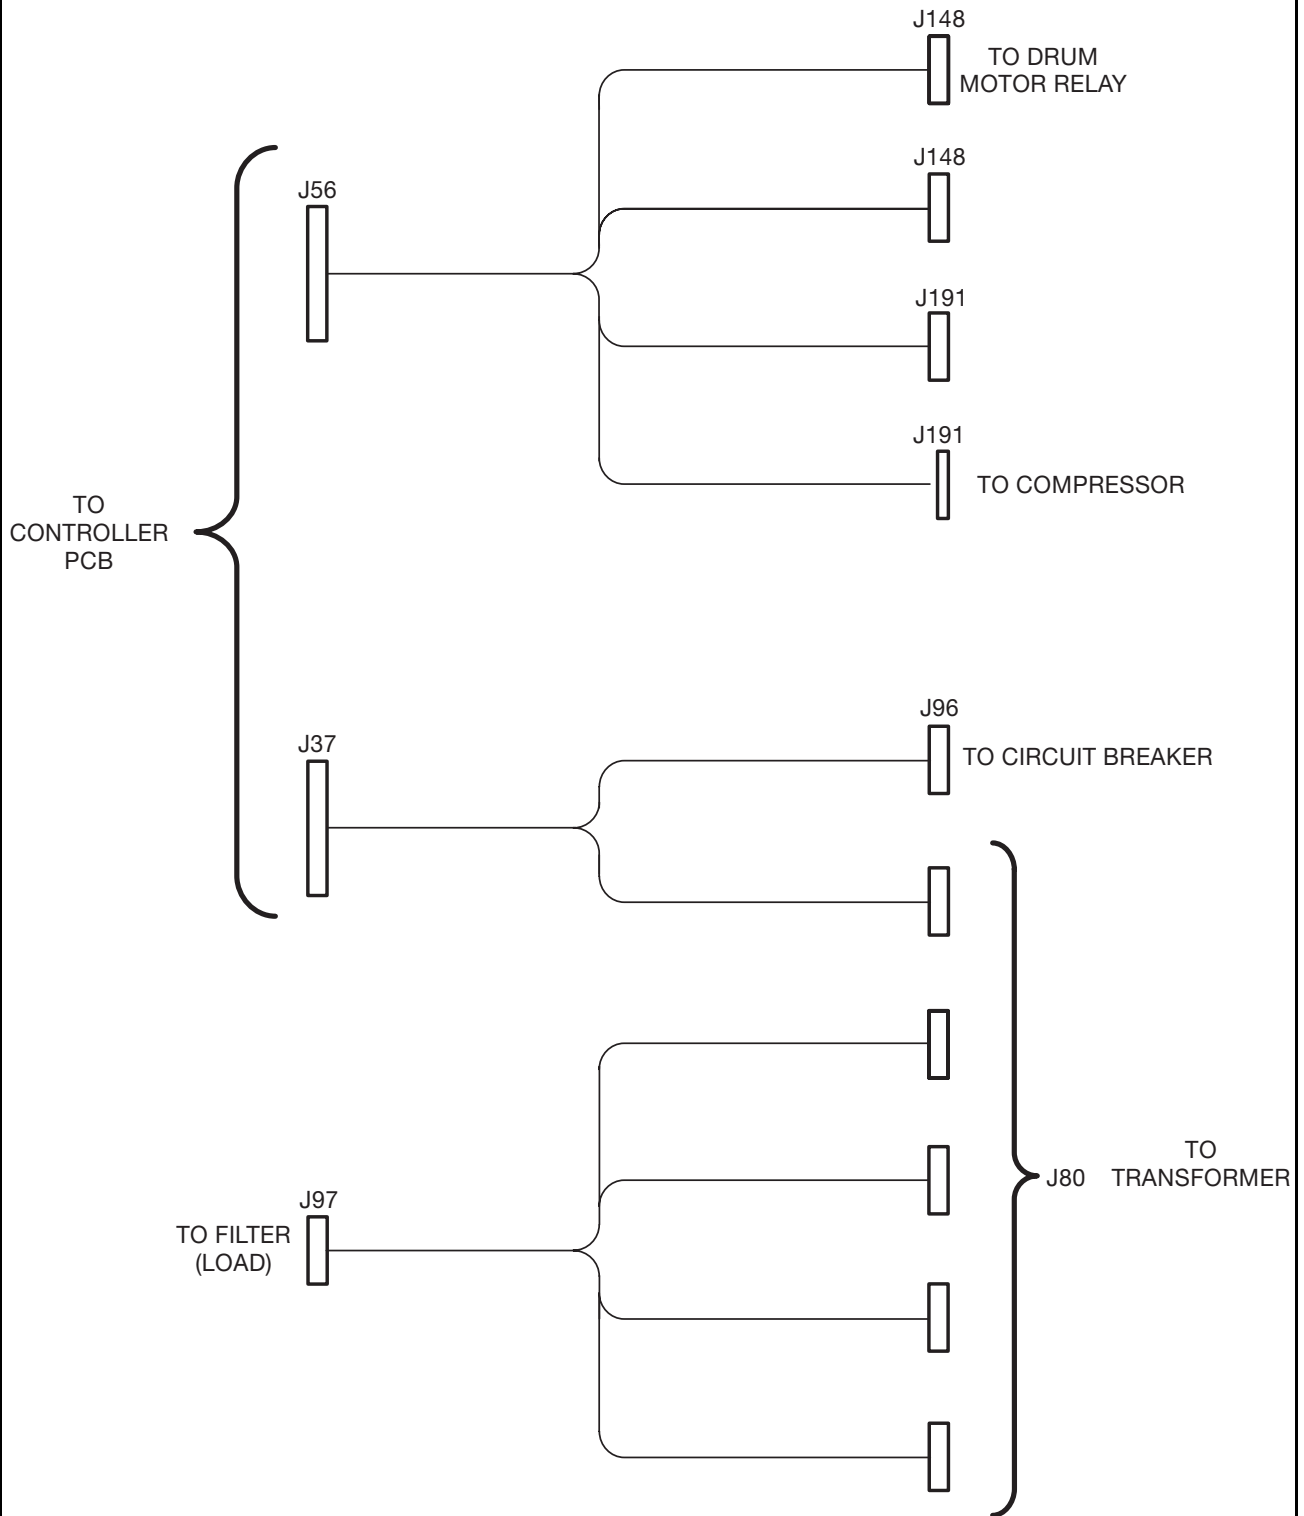 J148
TO DRUM
MOTOR RELAY
J148
J56
J191
J191
TO COMPRESSOR
TO
CONTROLLER
PCB
J96
TO CIRCUIT BREAKER
J37
TO
TRANSFORMER
J80
J97
TO FILTER
(LOAD)